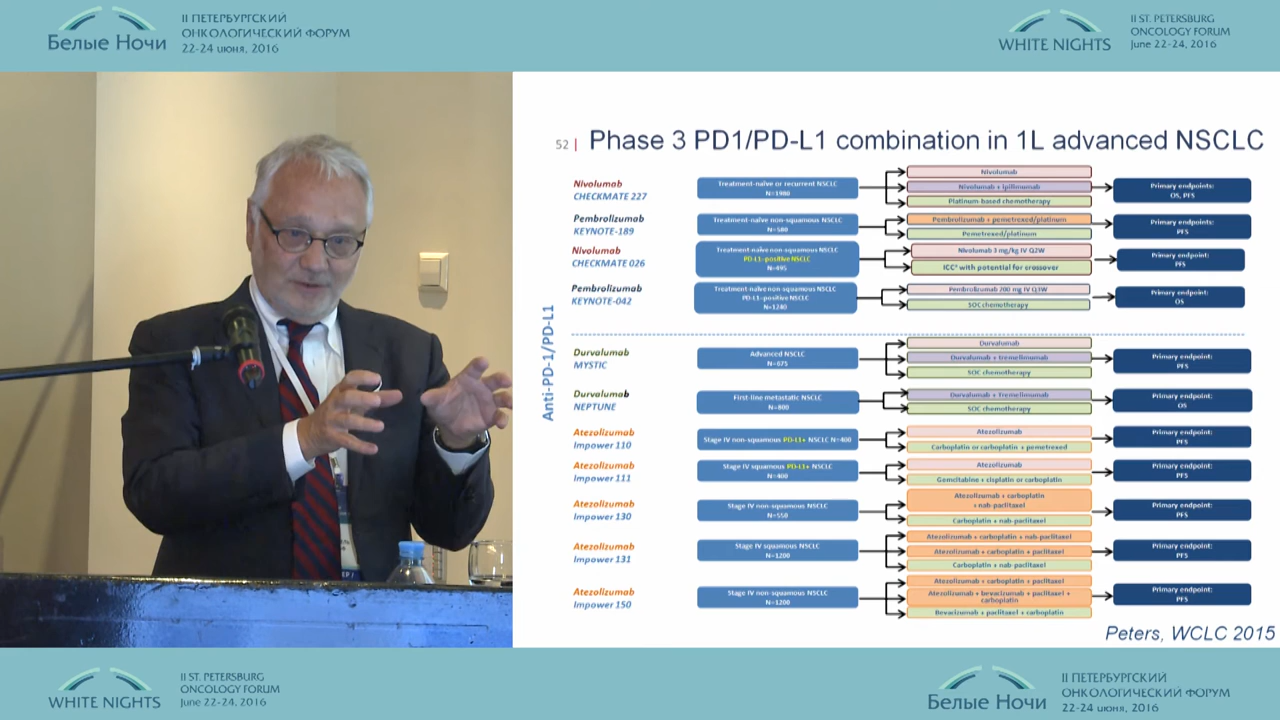 II ПЕТЕРБУРГСКИЙ
ОНКОЛОГИЧЕСКИЙ ФОРУМ
22-24 июня, 2016
Белые Ночи
WHITE NIGHTS
II ST. PETERSBURG
ONCOLOGY FORUM
June 22-24, 2016
52 | Phase 3 PD1/PD-L1 combination in 1L advanced NSCLC
Anti-PD-1/PD-L1
Nivolumab
CHECKMATE 227
Treatment-naïve or recurrent NSCLC
N=1980
Nivolumab
Nivolumab + ipilimumab
Platinum-based chemotherapy
Primary endpoints:
OS, PFS
Pembrolizumab
KEYNOTE-189
Treatment-naïve non-squamous NSCLC
N=580
Pembrolizumab + pemetrexed/platinum
Pemetrexed/platinum
Primary endpoints:
PFS
Nivolumab
CHECKMATE 026
Treatment-naïve non-squamous NSCLC
PD-L1-positive NSCLC
N=495
Nivolumab 3 mg/kg IV Q2W
ICC* with potential for crossover
Primary endpoint:
PFS
Pembrolizumab
KEYNOTE-042
Treatment-naïve non squamous NSCLC
PD-L1-positive NSCLC
N=1240
Pembrolizumab 200 mg IV Q3W
SOC chemotherapy
Primary endpoint:
OS
Durvalumab
MYSTIC
Advanced NSCLC
N=675
Durvalumab
Durvalumab + tremelimumab
SOC chemotherapy
Primary endpoint:
PFS
Durvalumab
NEPTUNE
First-line metastatic NSCLC
N=800
Durvalumab + Tremelimumab
SOC chemotherapy
Primary endpoint:
OS
Atezolizumab
Impower 110
Stage IV non-squamous PD-L1+ NSCLC N=400
Atezolizumab
Carboplatin or carboplatin + pemetrexed
Primary endpoint:
PFS
Atezolizumab
Impower 111
Stage IV squamous PD-L1+ NSCLC
N=400
Atezolizumab
Gemcitabine + cisplatin or carboplatin
Primary endpoint:
PFS
Atezolizumab
Impower 130
Stage IV non-squamous NSCLC
N=550
Atezolizumab + carboplatin
+ nab-paclitaxel
Carboplatin + nab-paclitaxel
Primary endpoint:
PFS
Atezolizumab
Impower 131
Stage IV squamous NSCLC
N=1200
Atezolizumab + carboplatin + nab-paclitaxel
Atezolizumab + carboplatin + paclitaxel
Carboplatin + nab-paclitaxel
Primary endpoint:
PFS
Atezolizumab
Impower 150
Stage IV non-squamous NSCLC
N=1200
Atezolizumab + carboplatin + paclitaxel
Atezolizumab + bevacizumab + paclitaxel +
carboplatin
Bevacizumab + paclitaxel + carboplatin
Primary endpoint:
PFS
Peters, WCLC 2015
WHITE NIGHTS
II ST. PETERSBURG
ONCOLOGY FORUM
June 22-24, 2016
Белые Ночи
II ПЕТЕРБУРГСКИЙ
ОНКОЛОГИЧЕСКИЙ ФОРУМ
22-24 июня, 2016